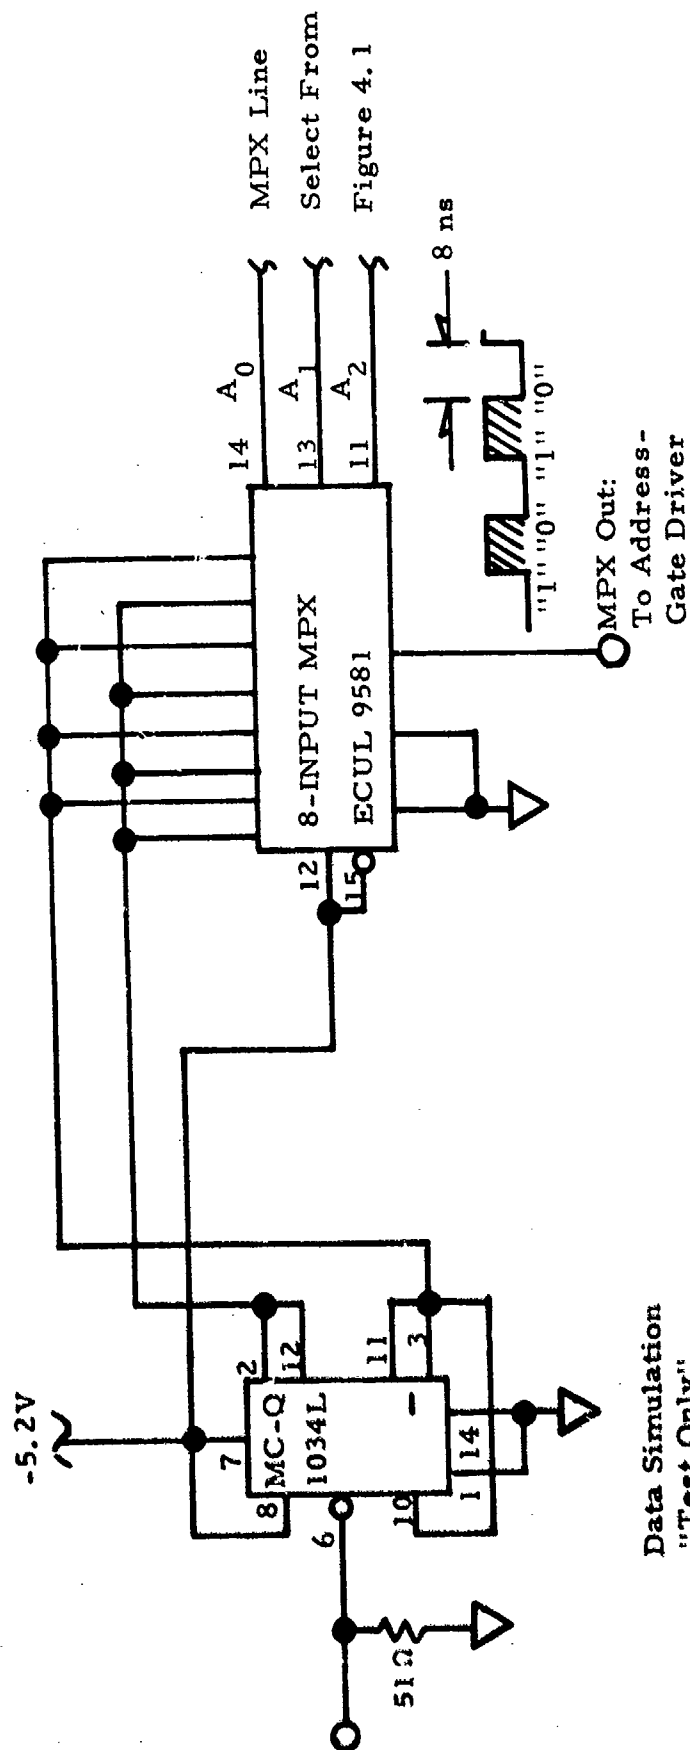 -5.2V
2
12
7
MC-Q
8
1034L
6
11
3
10
1
14
51 Ω
Data Simulation
"Test Only"
12
15
8-INPUT MPX
ECUL 9581
14
A0
13
A1
11
A2
MPX Line
Select From
Figure 4.1
8 ns
"1" "0" "1" "0"
MPX Out:
To Address-
Gate Driver